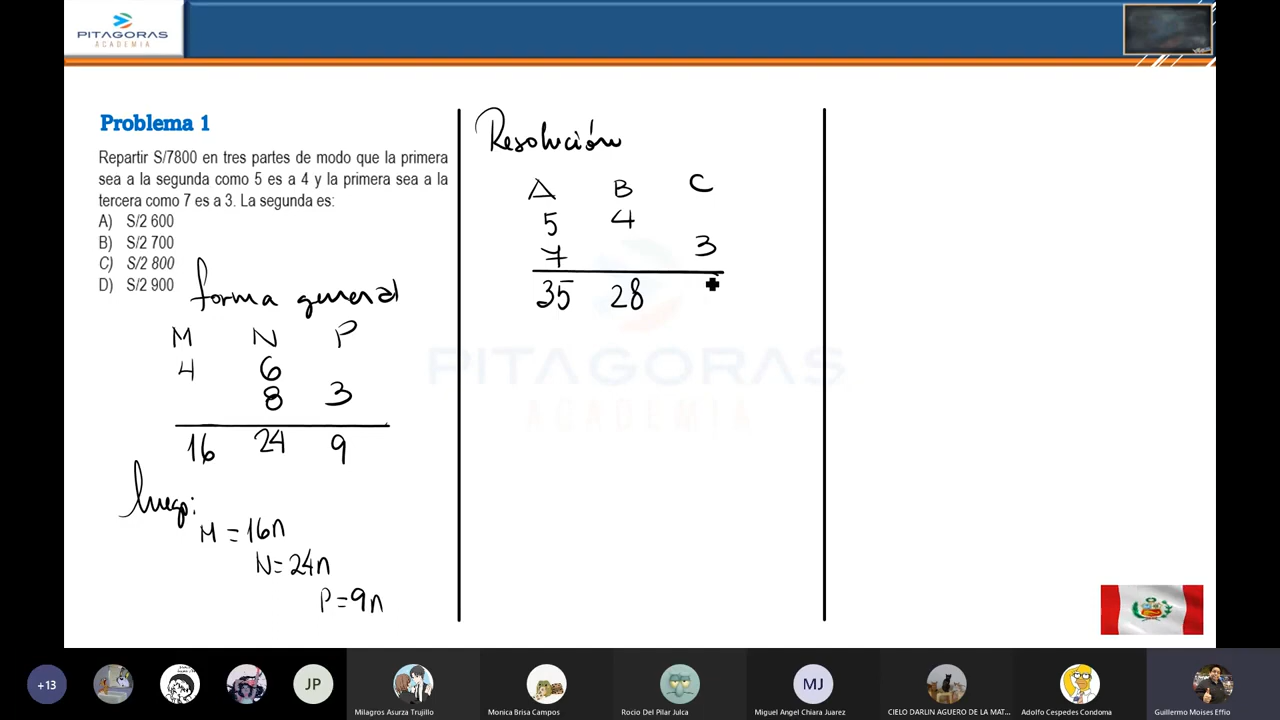 PITAGORAS
ACADEMIA
Problema 1
Repartir S/7800 en tres partes de modo que la primera
sea a la segunda como 5 es a 4 y la primera sea a la
tercera como 7 es a 3. La segunda es:
A) S/2 600
B) S/2 700
C) S/2 800
D) S/2 900
forma general
M N P
4 6
8 3
16 24 9
luego:
M = 16n
N = 24n
P = 9n
Resolución
A B C
5 4
7 3
35 28
PITAGORAS
ACADEMIA
+13
JP
Milagros Asurza Trujillo
Monica Brisa Campos
Rocio Del Pilar Julca
MJ
Miguel Angel Chiara Juarez
CIELO DARLIN AGUERO DE LA MAT...
Adolfo Cespedes Condoma
Guillermo Moises Effio